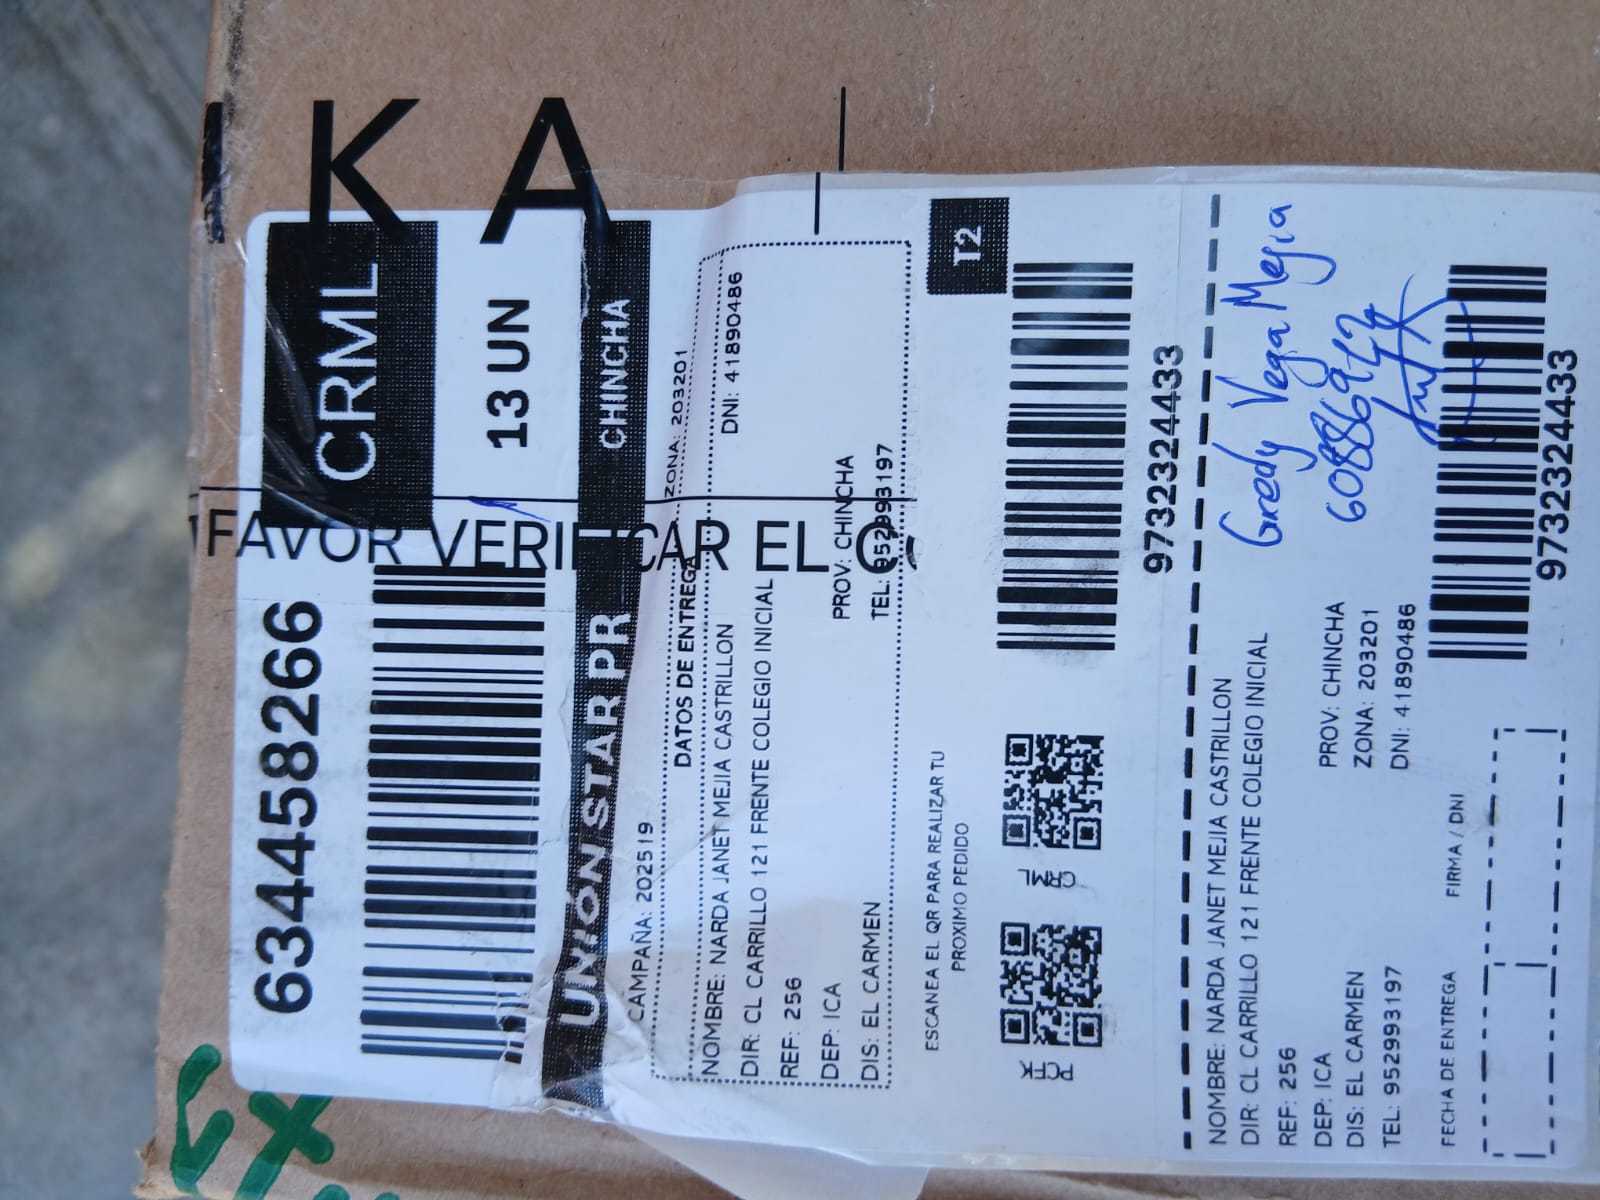 KA
CRML
13 UN
FAVOR VERIFICAR EL
634458266
UNIÓN STAR PR
CHINCHA
CAMPAÑA: 202519
ZONA: 203201
DATOS DE ENTREGA
NOMBRE: NARDA JANET MEJIA CASTRILLON
DNI: 41890486
DIR: CL CARRILLO 121 FRENTE COLEGIO INICIAL
REF: 256
DEP: ICA
PROV: CHINCHA
DIS: EL CARMEN
TEL: 952993197
T2
ESCANEA EL QR PARA REALIZAR TU
PROXIMO PEDIDO
PCFK
CRML
9732324433
Gredy Vega Mejia
NOMBRE: NARDA JANET MEJIA CASTRILLON
DIR: CL CARRILLO 121 FRENTE COLEGIO INICIAL
REF: 256
DEP: ICA
PROV: CHINCHA
DIS: EL CARMEN
ZONA: 203201
TEL: 952993197
DNI: 41890486
FECHA DE ENTREGA
FIRMA / DNI
9732324433